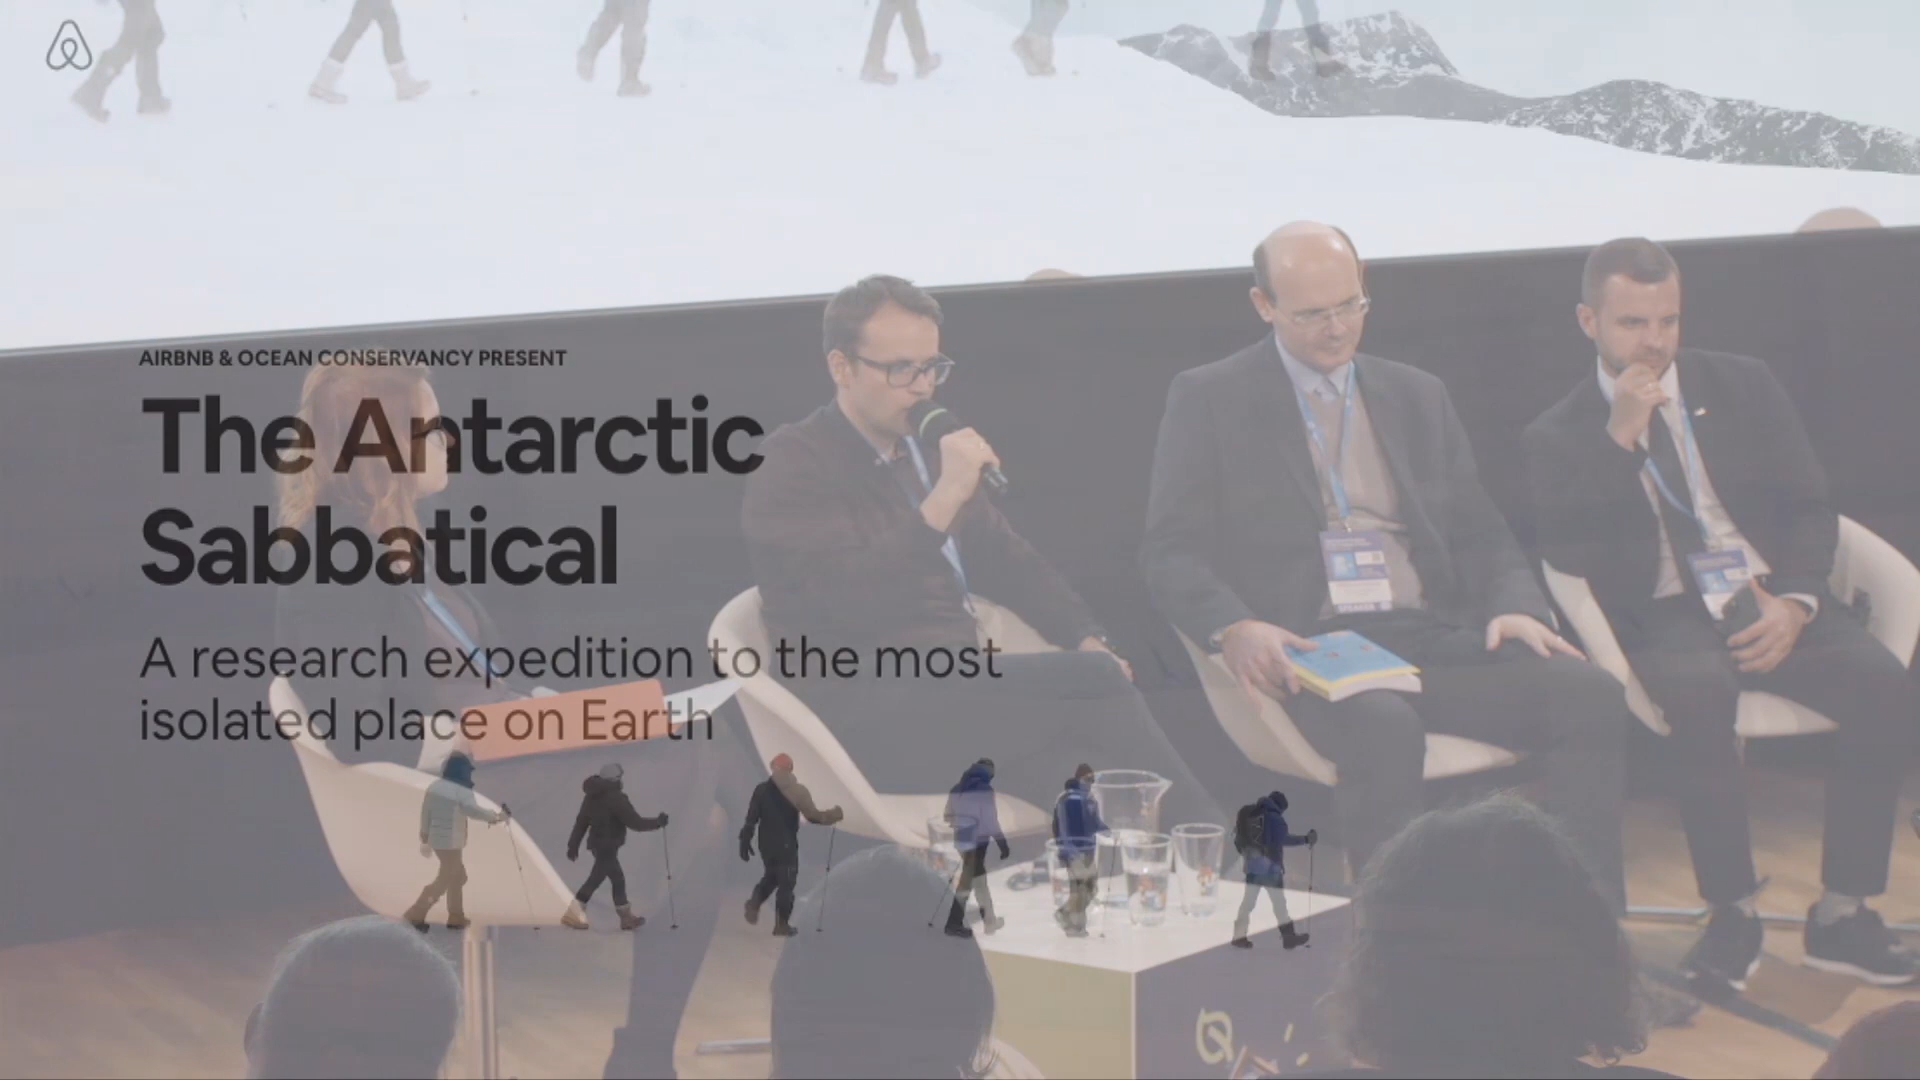 AIRBNB & OCEAN CONSERVANCY PRESENT
The Antarctic
Sabbatical
A research expedition to the most
isolated place on Earth